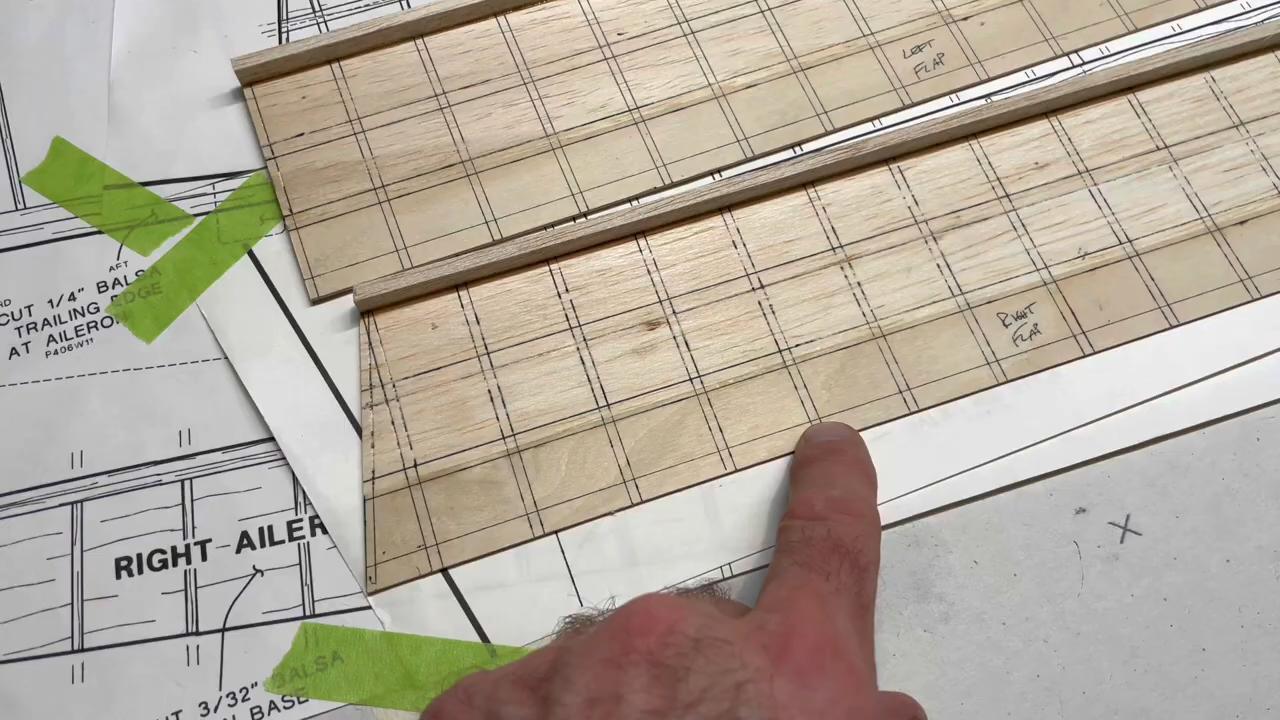 LEFT
FLAP
RIGHT
FLAP
AFT
CUT 1/4" BALSA
TRAILING EDGE
AT AILERON
P406W11
RIGHT AILER
3/32" BALSA
BASE
X